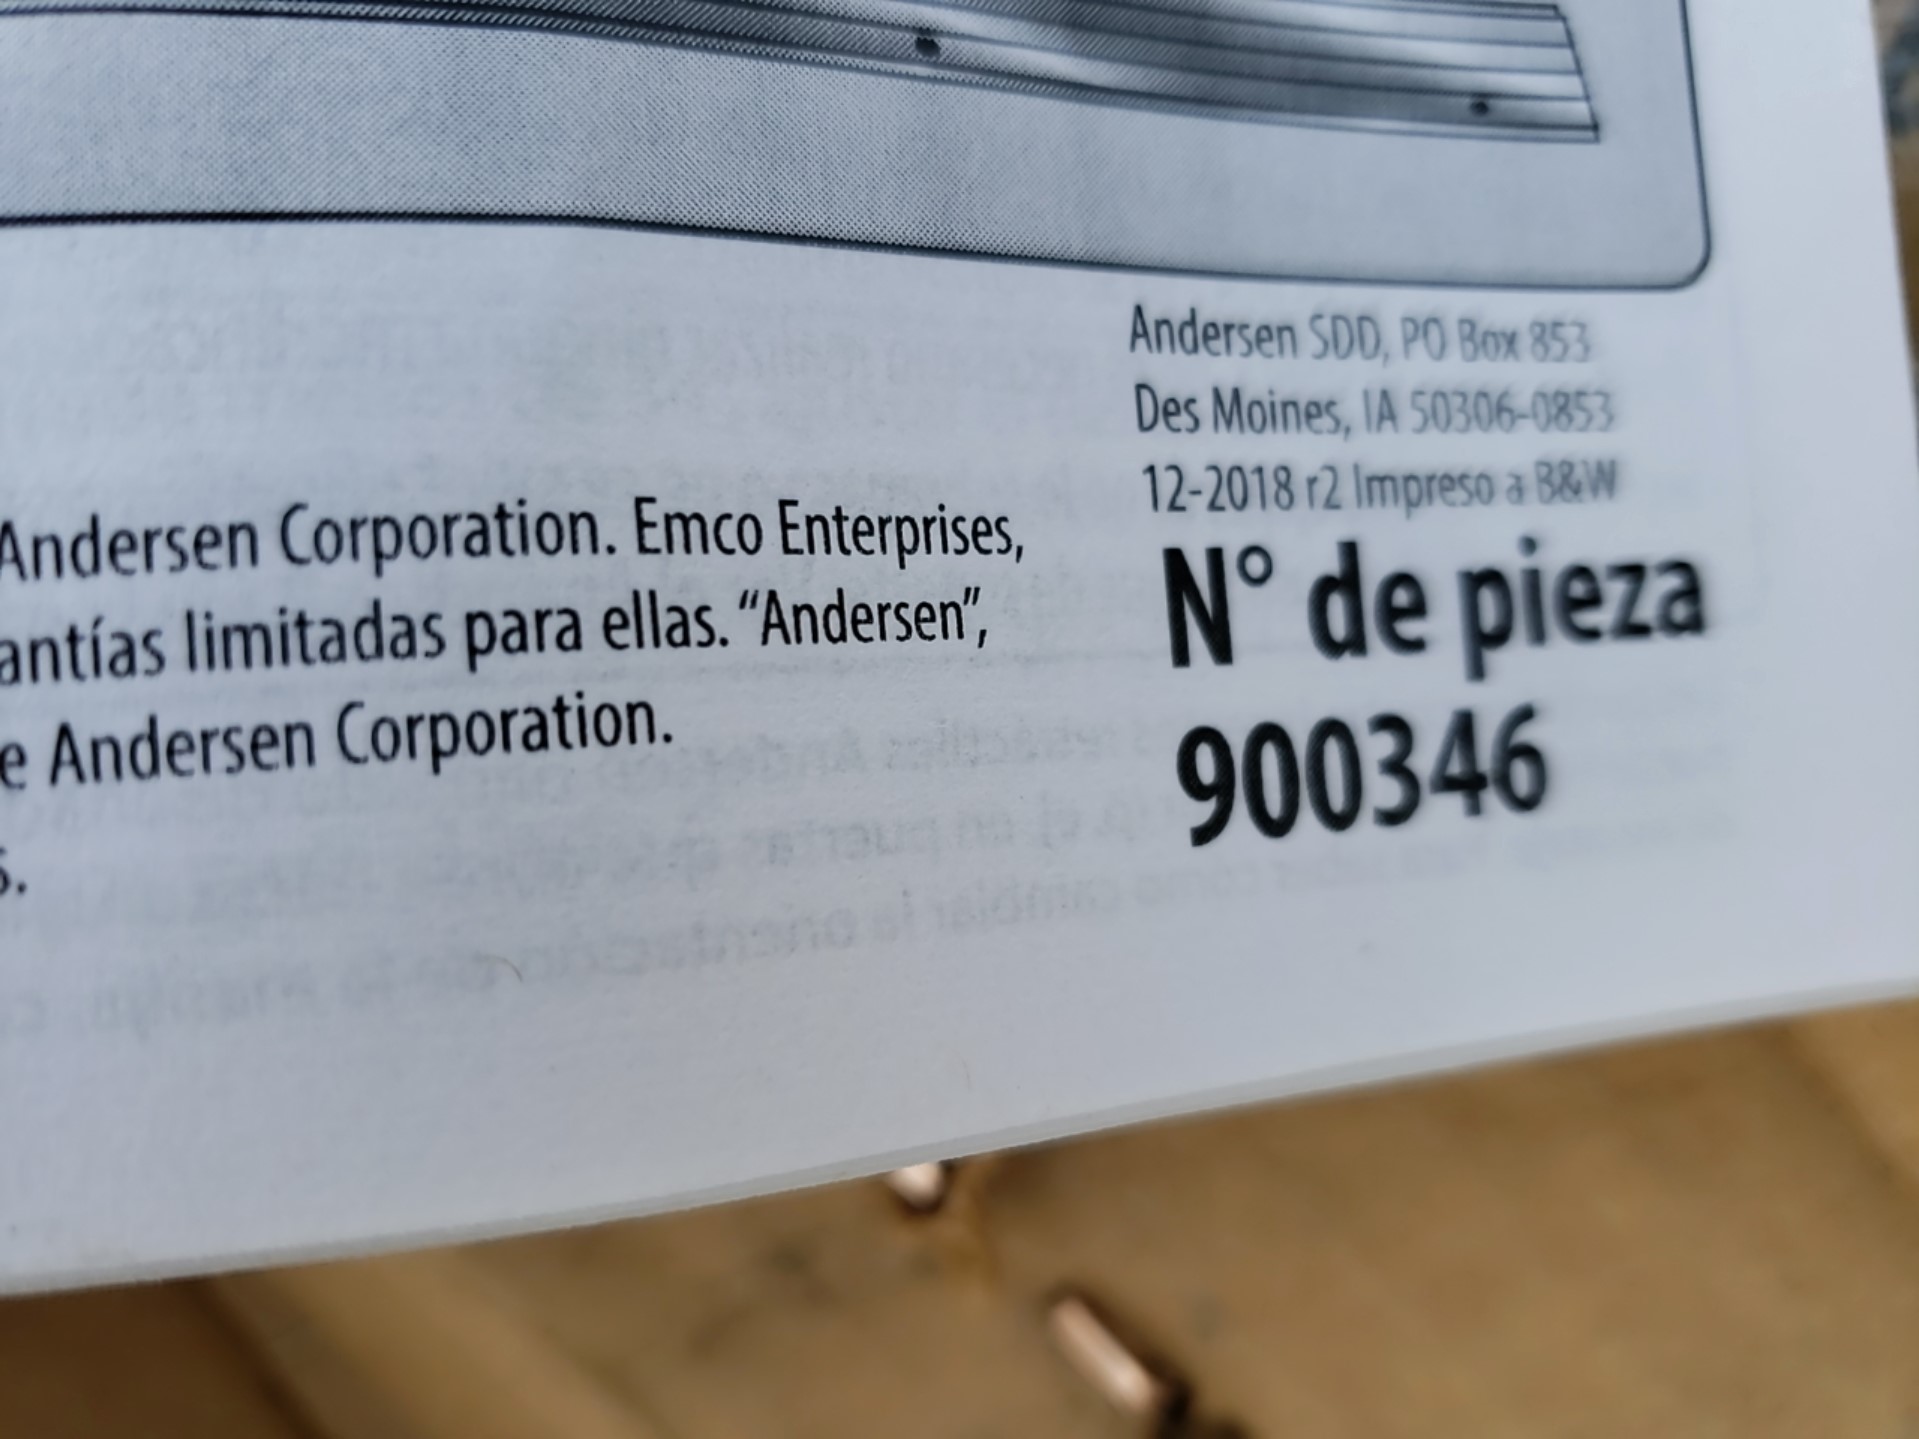 Andersen SDD, PO Box 853
Des Moines, IA 50306-0853
12-2018 r2 Impreso a B&W
N° de pieza
900346
Andersen Corporation. Emco Enterprises,
antías limitadas para ellas. “Andersen”,
e Andersen Corporation.
s.